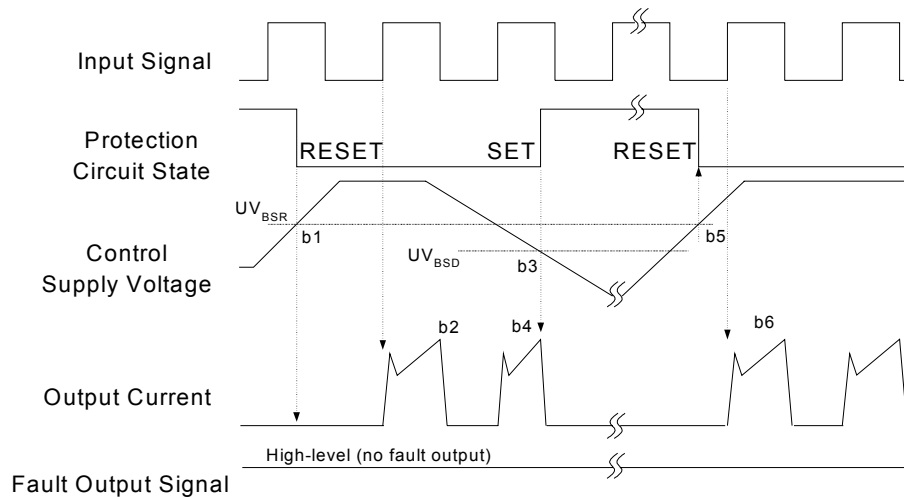 Input Signal
Protection
Circuit State
RESET
SET
RESET
UV_BSR
b1
b5
Control
Supply Voltage
UV_BSD
b3
b2
b4
b6
Output Current
High-level (no fault output)
Fault Output Signal